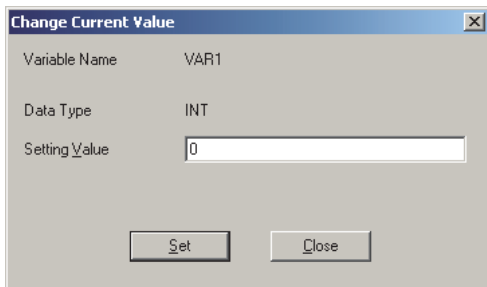 Change Current Value
Variable Name VAR1
Data Type INT
Setting Value 0
Set Close